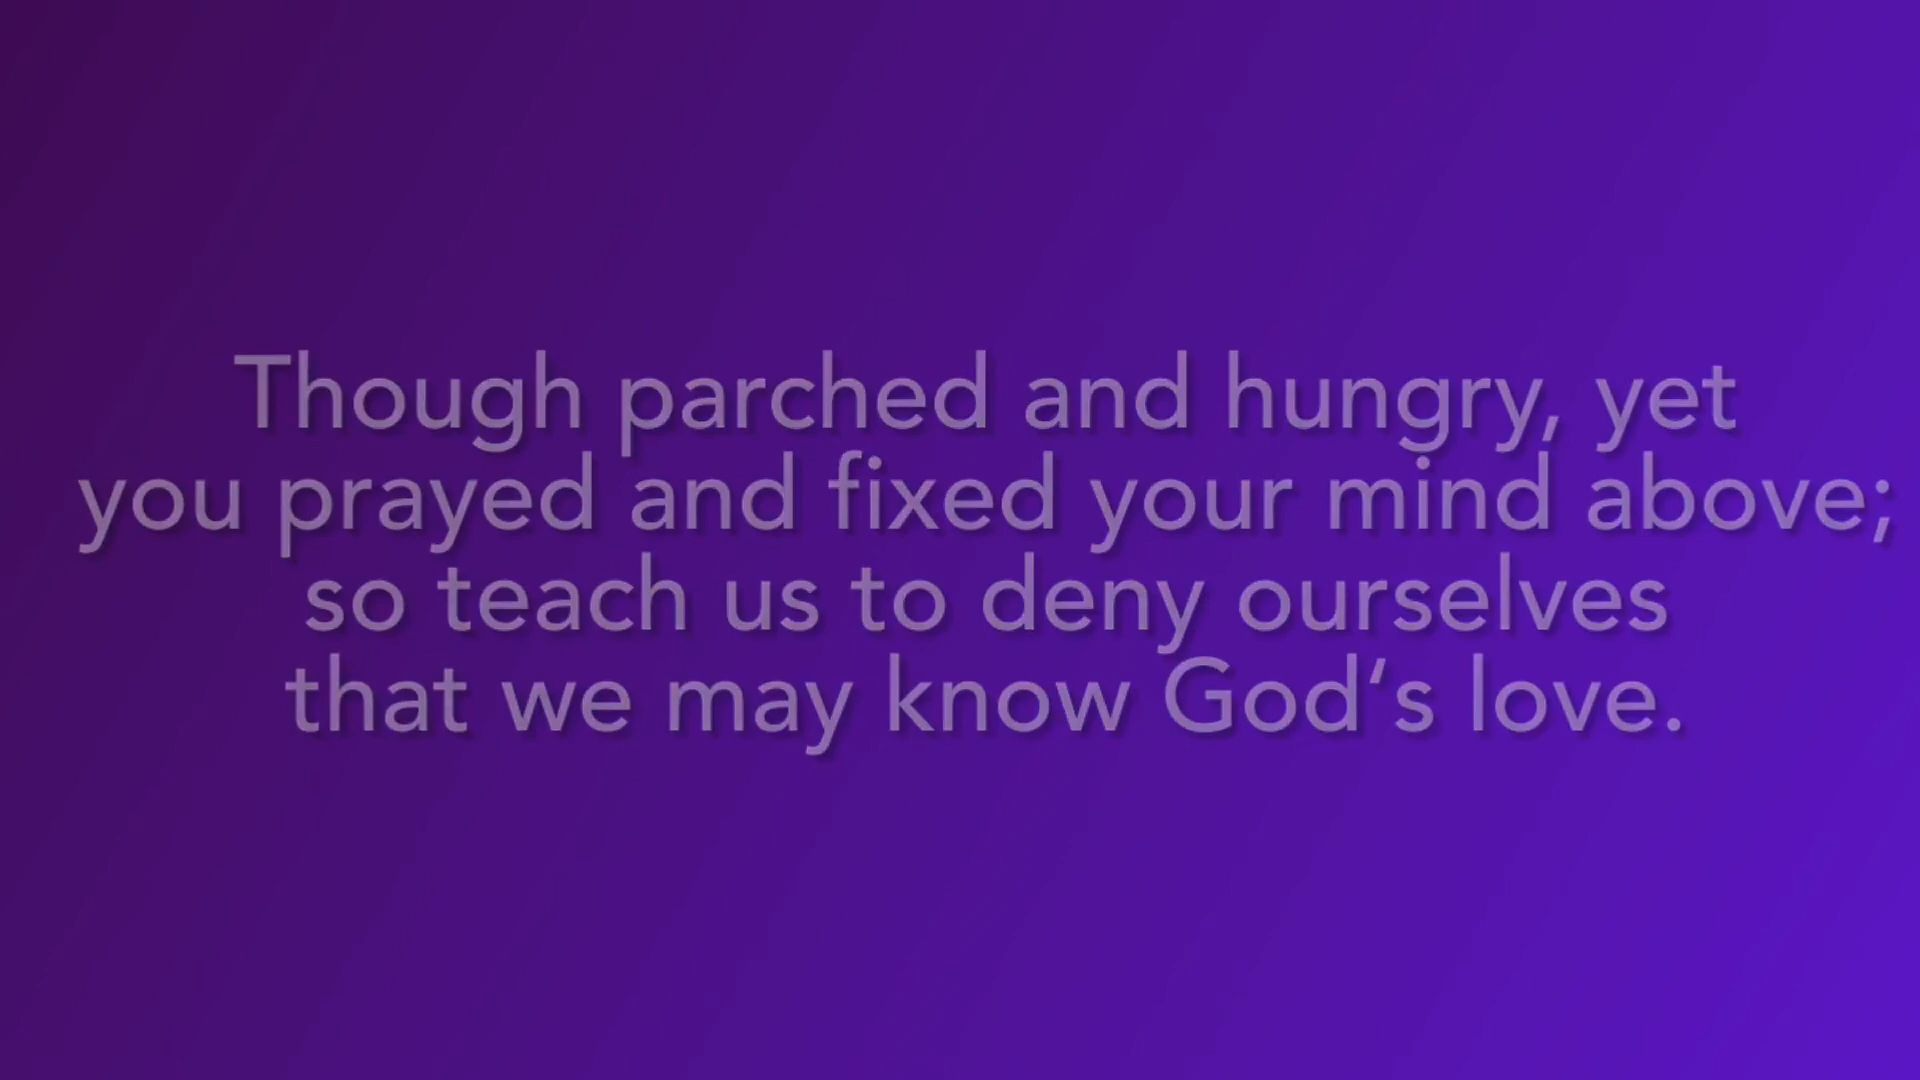 Though parched and hungry, yet
you prayed and fixed your mind above;
so teach us to deny ourselves
that we may know God‘s love.